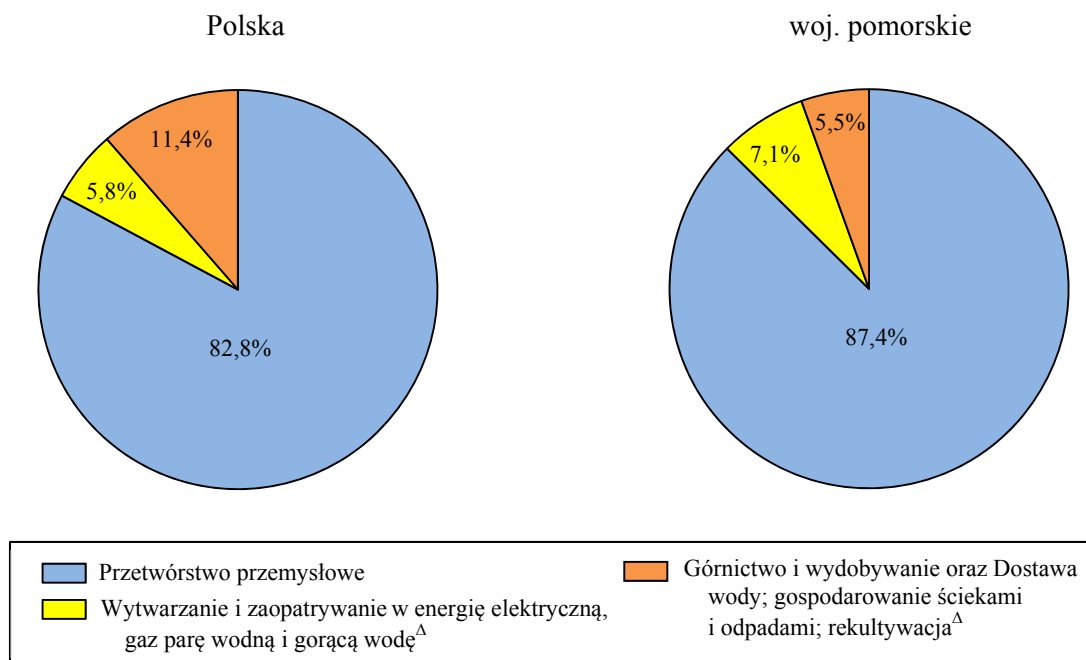 Polska
woj. pomorskie
11,4%
5,8%
82,8%
5,5%
7,1%
87,4%
Przetwórstwo przemysłowe
Wytwarzanie i zaopatrywanie w energię elektryczną,
gaz parę wodną i gorącą wodę^Δ
Górnictwo i wydobywanie oraz Dostawa
wody; gospodarowanie ściekami
i odpadami; rekultywacja^Δ